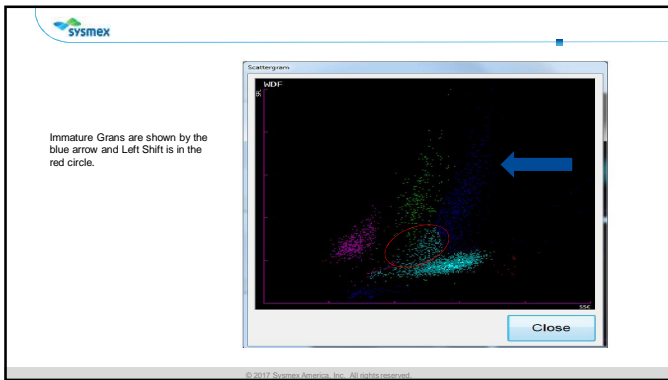 sysmex
Scattergram
WDF
Immature Grans are shown by the
blue arrow and Left Shift is in the
red circle.
SSC
Close
© 2017 Sysmex America, Inc. All rights reserved.